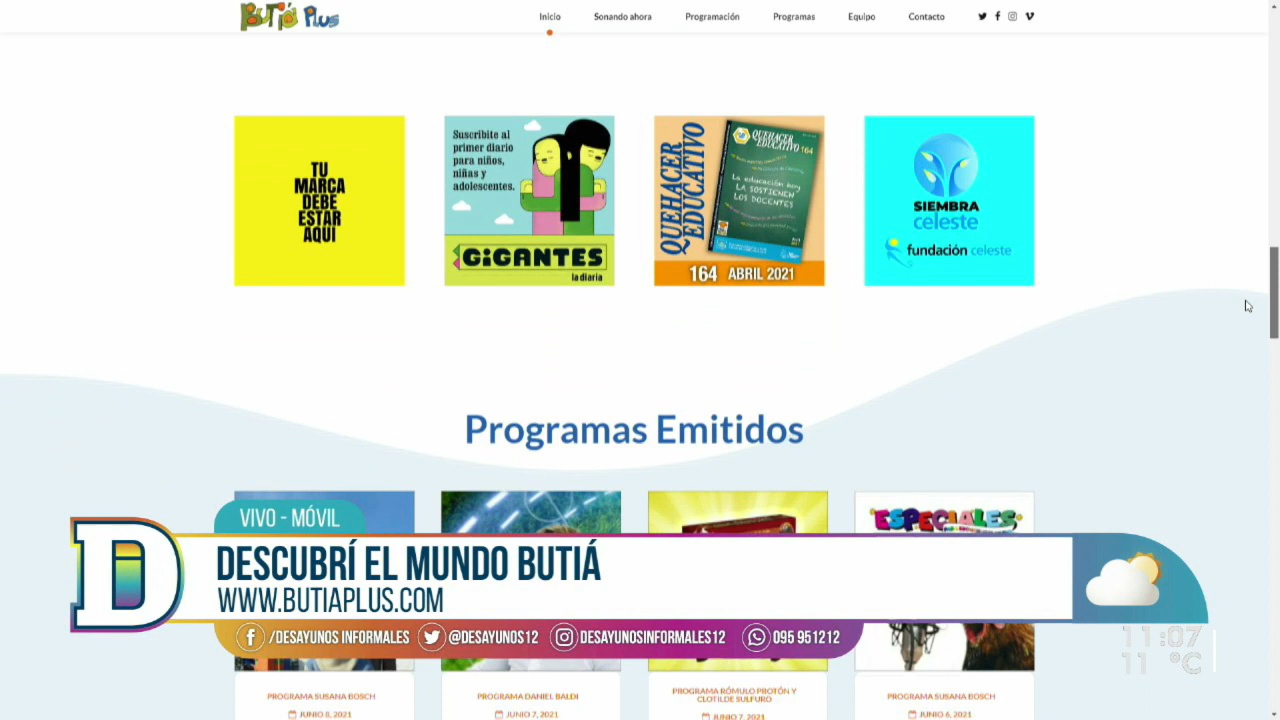 BUTIÁ PLUS
Inicio
Sonando ahora
Programación
Programas
Equipo
Contacto
TU
MARCA
DEBE
ESTAR
AQUI
Suscribite al
primer diario
para niños,
niñas y
adolescentes.
GIGANTES
la diaria
QUEHACER
EDUCATIVO
QUEHACER
EDUCATIVO 164
La educación hoy
LA SOSTIENEN
LOS DOCENTES
164 ABRIL 2021
SIEMBRA
celeste
fundación celeste
Programas Emitidos
ESPECIALES
VIVO - MÓVIL
D
DESCUBRÍ EL MUNDO BUTIÁ
WWW.BUTIAPLUS.COM
/DESAYUNOS INFORMALES
@DESAYUNOS12
DESAYUNOSINFORMALES12
095 951212
11:07
11 °C
PROGRAMA SUSANA BOSCH
JUNIO 8, 2021
PROGRAMA DANIEL BALDI
JUNIO 7, 2021
PROGRAMA RÓMULO PROTÓN Y
CLOTILDE SULFURO
JUNIO 7, 2021
PROGRAMA SUSANA BOSCH
JUNIO 6, 2021